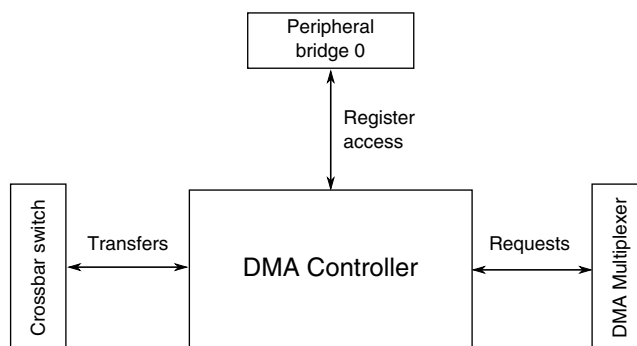 Peripheral
bridge 0
Register
access
Crossbar switch
Transfers
DMA Controller
Requests
DMA Multiplexer